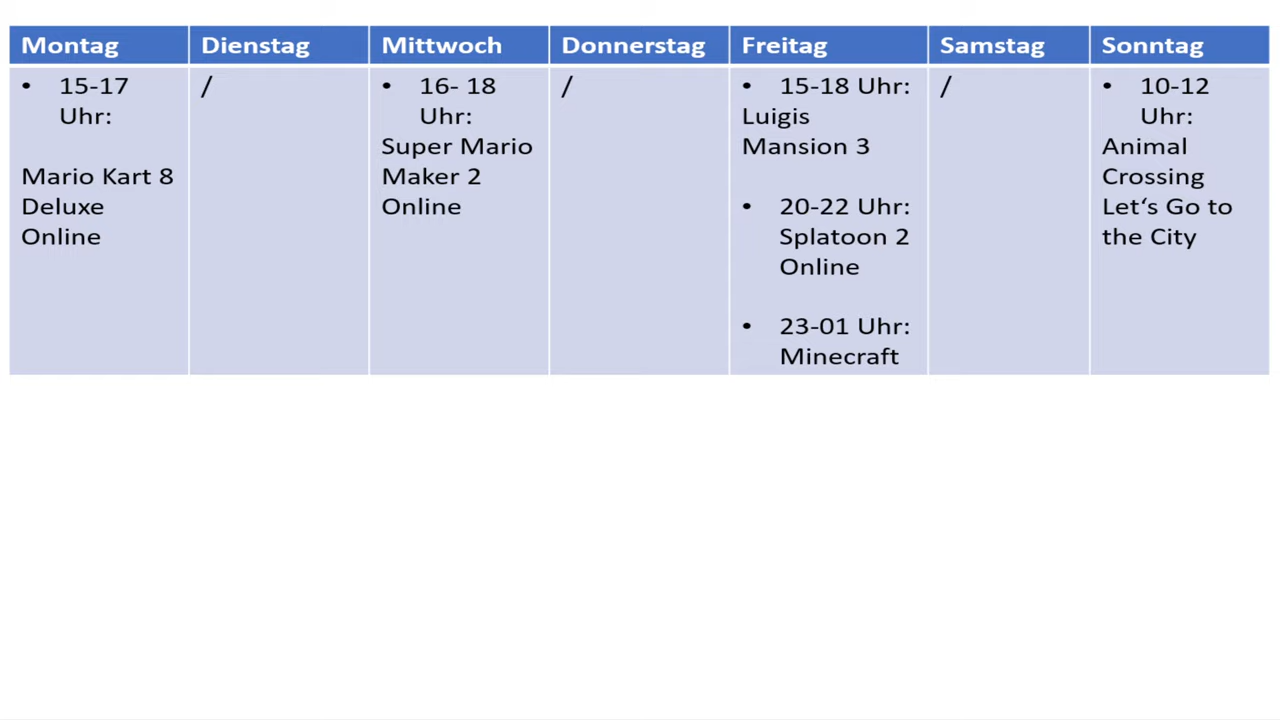 Montag
Dienstag
Mittwoch
Donnerstag
Freitag
Samstag
Sonntag
• 15-17
Uhr:
Mario Kart 8
Deluxe
Online
/
• 16- 18
Uhr:
Super Mario
Maker 2
Online
/
• 15-18 Uhr:
Luigis
Mansion 3
• 20-22 Uhr:
Splatoon 2
Online
• 23-01 Uhr:
Minecraft
/
• 10-12
Uhr:
Animal
Crossing
Let‘s Go to
the City